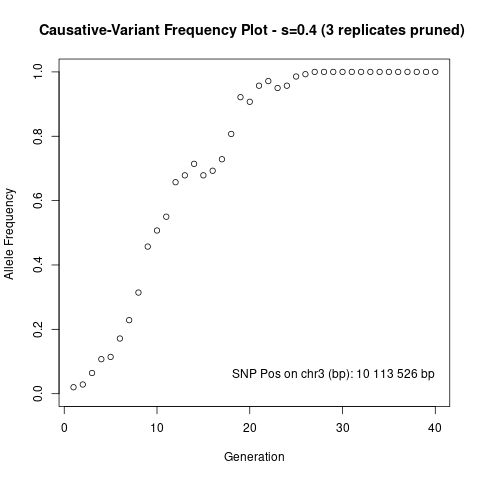 Causative-Variant Frequency Plot - s=0.4 (3 replicates pruned)
1.0
0.8
0.6
0.4
0.2
0.0
Allele Frequency
SNP Pos on chr3 (bp): 10 113 526 bp
0 10 20 30 40
Generation